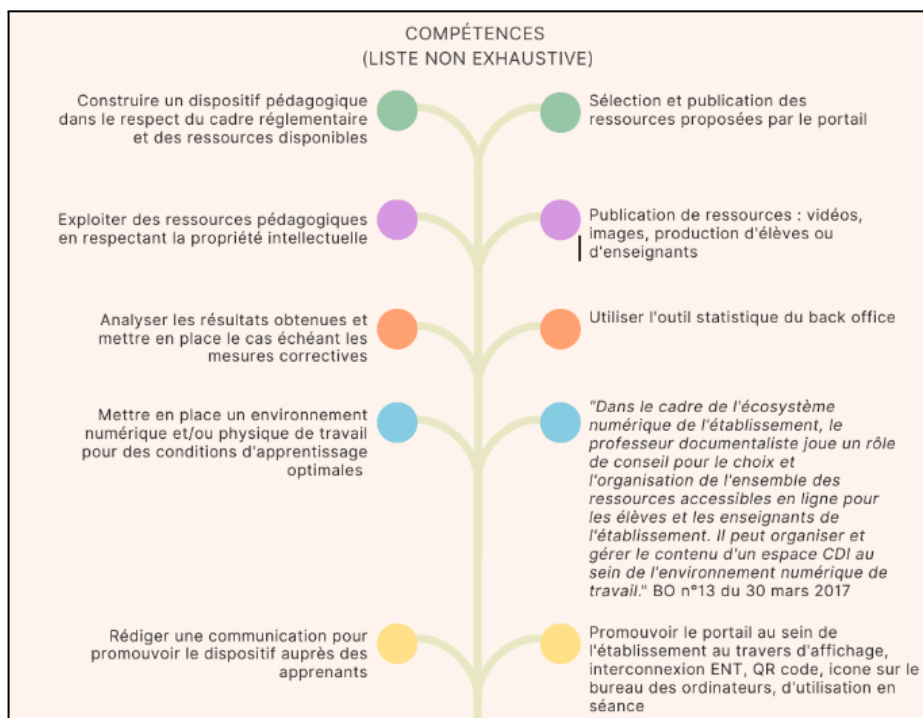 COMPÉTENCES
(LISTE NON EXHAUSTIVE)
Construire un dispositif pédagogique
dans le respect du cadre réglementaire
et des ressources disponibles
Sélection et publication des
ressources proposées par le portail
Exploiter des ressources pédagogiques
en respectant la propriété intellectuelle
Publication de ressources : vidéos,
images, production d'élèves ou
d'enseignants
Analyser les résultats obtenues et
mettre en place le cas échéant les
mesures correctives
Utiliser l'outil statistique du back office
Mettre en place un environnement
numérique et/ou physique de travail
pour des conditions d'apprentissage
optimales
"Dans le cadre de l'écosystème
numérique de l'établissement, le
professeur documentaliste joue un rôle
de conseil pour le choix et
l'organisation de l'ensemble des
ressources accessibles en ligne pour
les élèves et les enseignants de
l'établissement. Il peut organiser et
gérer le contenu d'un espace CDI au
sein de l'environnement numérique de
travail." BO n°13 du 30 mars 2017
Rédiger une communication pour
promouvoir le dispositif auprès des
apprenants
Promouvoir le portail au sein de
l'établissement au travers d'affichage,
interconnexion ENT, QR code, icone sur le
bureau des ordinateurs, d'utilisation en
séance